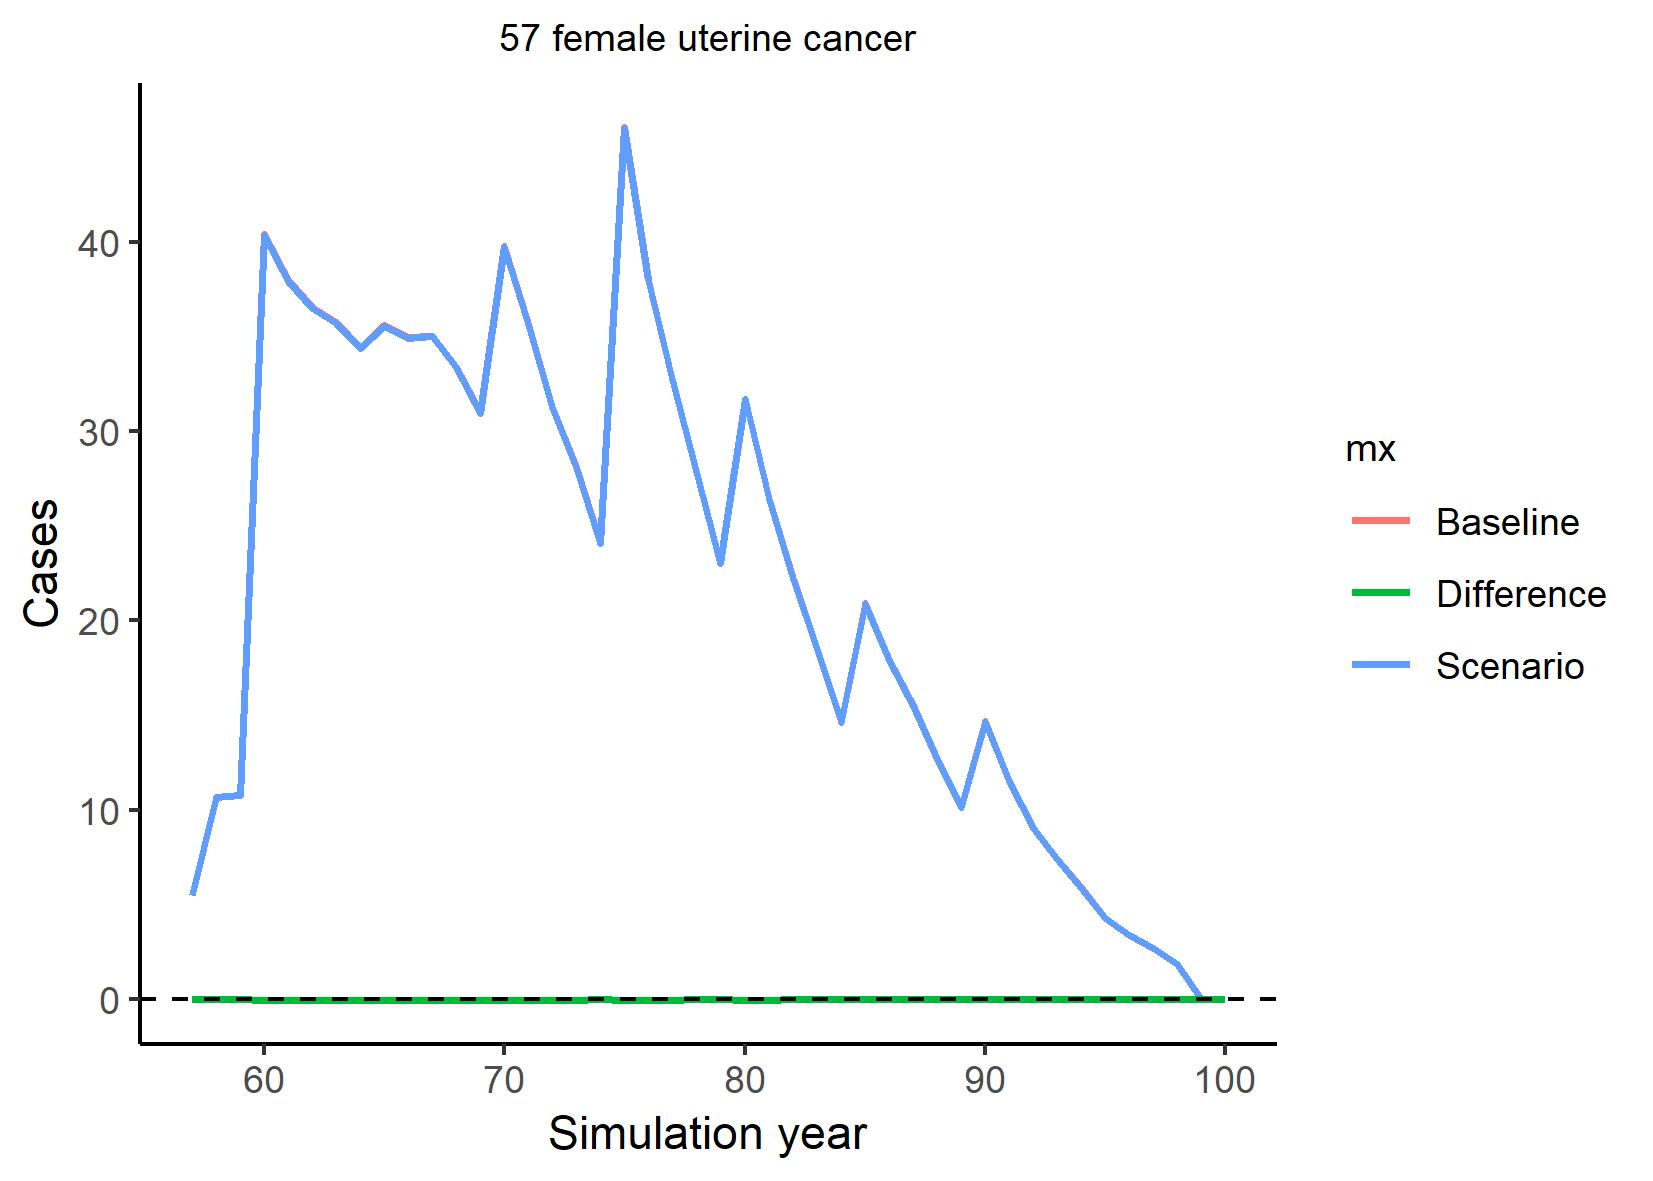 57 female uterine cancer
Cases
40
30
20
10
0
60 70 80 90 100
Simulation year
mx
Baseline
Difference
Scenario